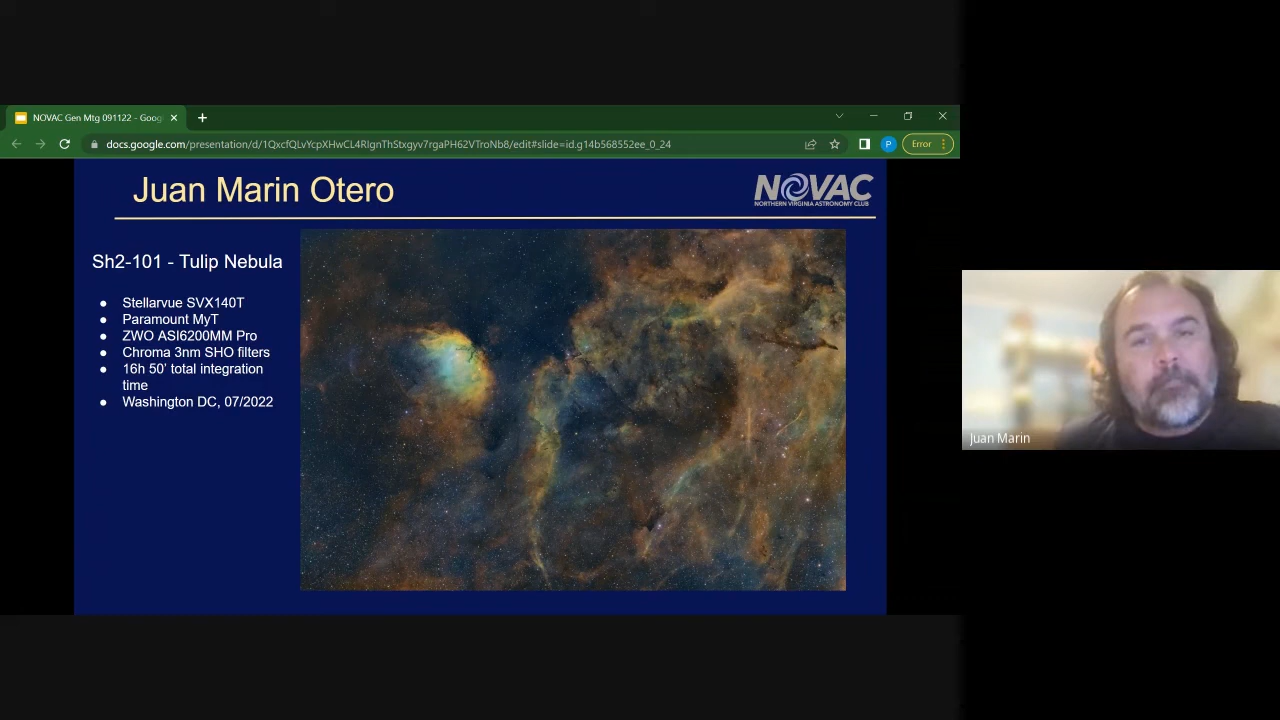 NOVAC Gen Mtg 091122 - Goog
docs.google.com/presentation/d/1QxcfQLvYcpXHwCL4RIgnThStxgyv7rgaPH62VTroNb8/edit#slide=id.g14b568552ee_0_24
P
Error
Juan Marin Otero
NOVAC
NORTHERN VIRGINIA ASTRONOMY CLUB
Sh2-101 - Tulip Nebula
● Stellarvue SVX140T
● Paramount MyT
● ZWO ASI6200MM Pro
● Chroma 3nm SHO filters
● 16h 50’ total integration
time
● Washington DC, 07/2022
Juan Marin